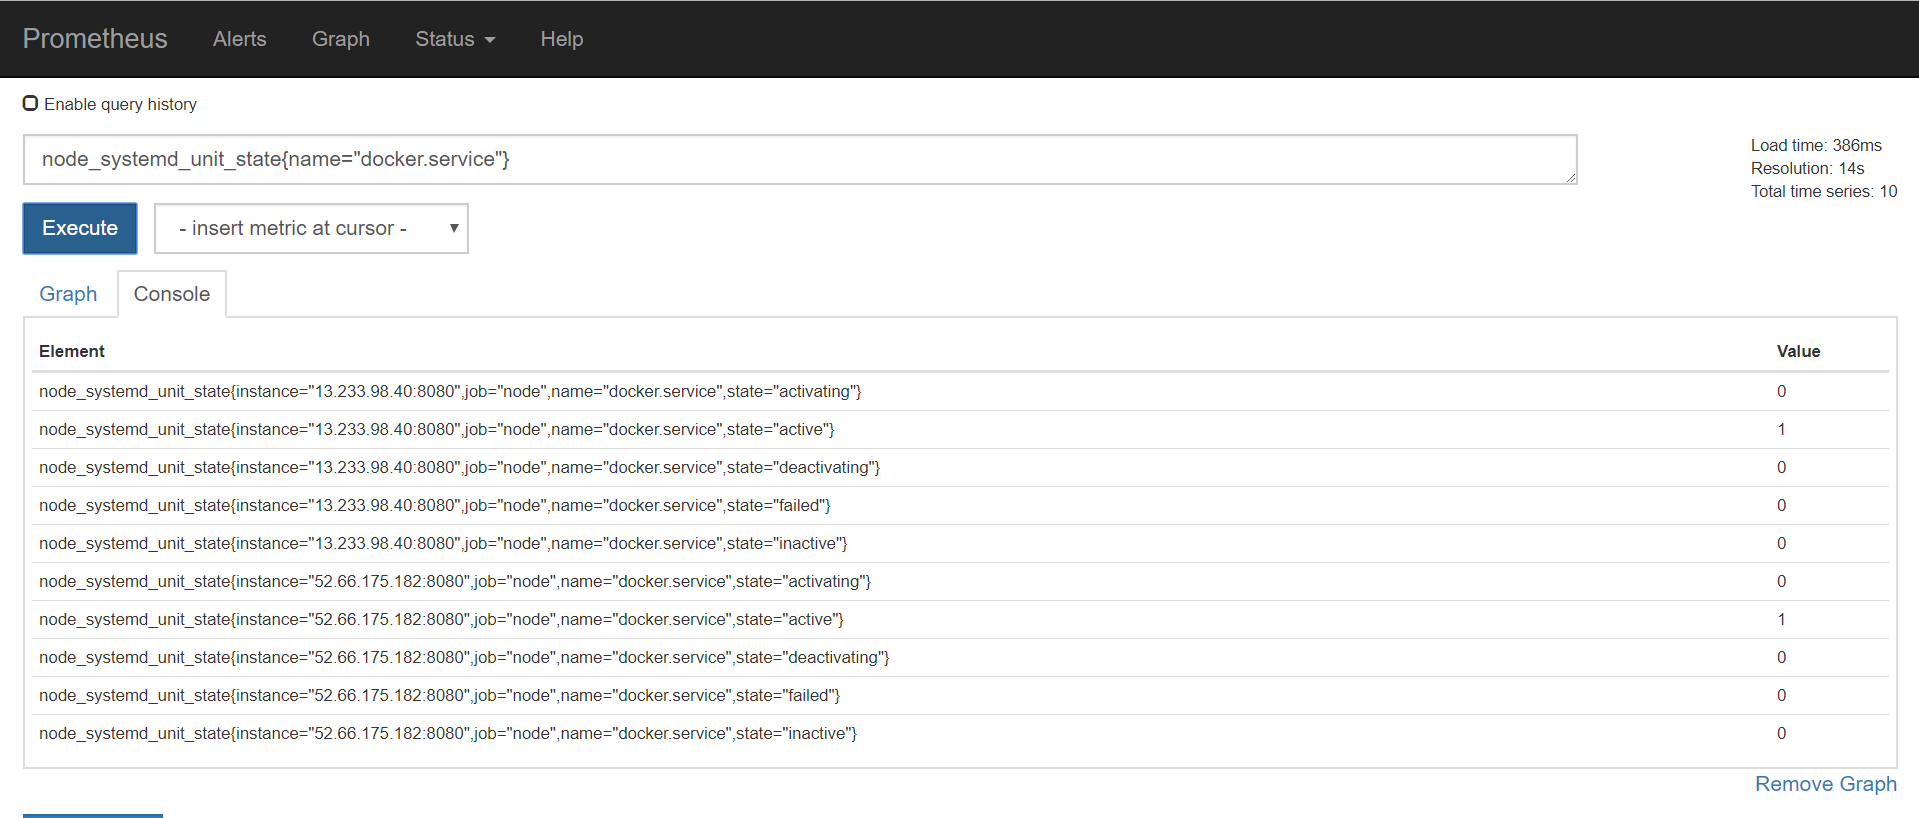 Prometheus Alerts Graph Status Help
Enable query history
node_systemd_unit_state{name="docker.service"}
Load time: 386ms
Resolution: 14s
Total time series: 10
Execute - insert metric at cursor -
Graph Console
Element Value
node_systemd_unit_state{instance="13.233.98.40:8080",job="node",name="docker.service",state="activating"} 0
node_systemd_unit_state{instance="13.233.98.40:8080",job="node",name="docker.service",state="active"} 1
node_systemd_unit_state{instance="13.233.98.40:8080",job="node",name="docker.service",state="deactivating"} 0
node_systemd_unit_state{instance="13.233.98.40:8080",job="node",name="docker.service",state="failed"} 0
node_systemd_unit_state{instance="13.233.98.40:8080",job="node",name="docker.service",state="inactive"} 0
node_systemd_unit_state{instance="52.66.175.182:8080",job="node",name="docker.service",state="activating"} 0
node_systemd_unit_state{instance="52.66.175.182:8080",job="node",name="docker.service",state="active"} 1
node_systemd_unit_state{instance="52.66.175.182:8080",job="node",name="docker.service",state="deactivating"} 0
node_systemd_unit_state{instance="52.66.175.182:8080",job="node",name="docker.service",state="failed"} 0
node_systemd_unit_state{instance="52.66.175.182:8080",job="node",name="docker.service",state="inactive"} 0
Remove Graph